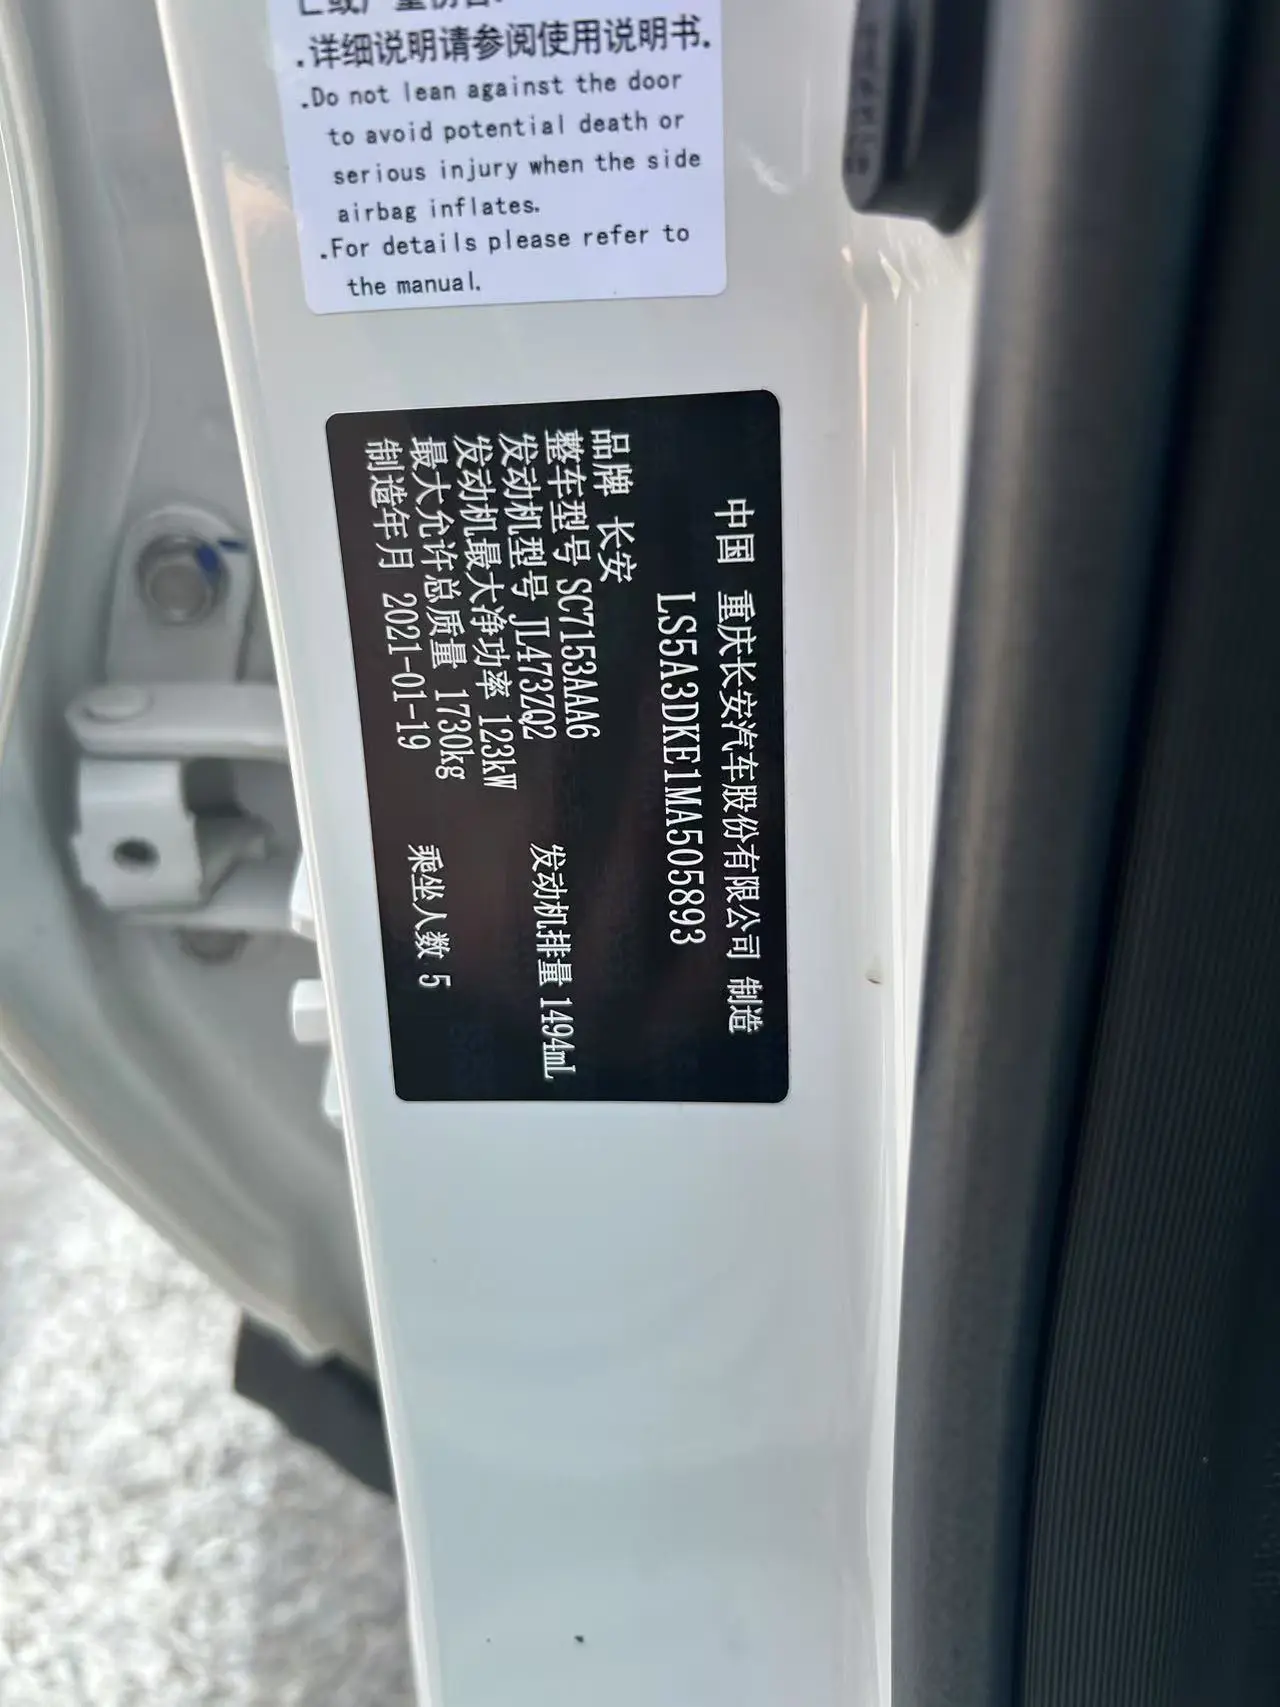 .详细说明请参阅使用说明书.
.Do not lean against the door
to avoid potential death or
serious injury when the side
airbag inflates.
.For details please refer to
the manual.
中国 重庆长安汽车股份有限公司 制造
LS5A3DKE1MA505893
品牌 长安
整车型号 SC7153AAA6
发动机型号 JL473ZQ2 发动机排量 1494mL
发动机最大净功率 123kW
最大允许总质量 1730kg
制造年月 2021-01-19 乘坐人数 5